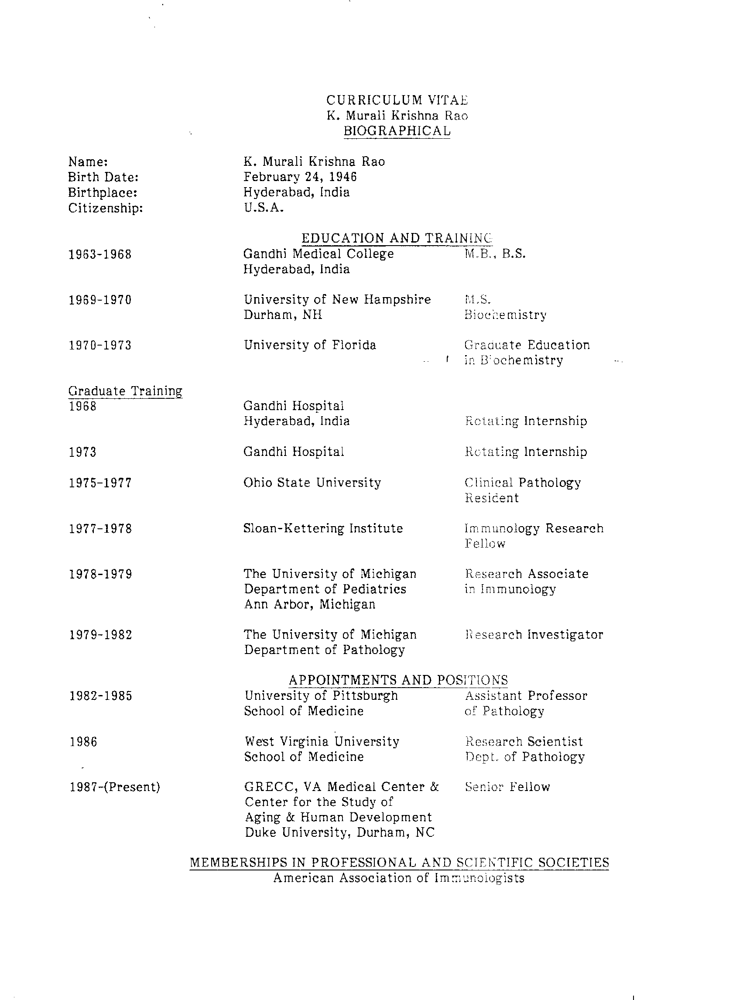 CURRICULUM VITAE
K. Murali Krishna Rao
BIOGRAPHICAL
Name: K. Murali Krishna Rao
Birth Date: February 24, 1946
Birthplace: Hyderabad, India
Citizenship: U.S.A.
EDUCATION AND TRAINING
1963-1968 Gandhi Medical College M.B., B.S.
Hyderabad, India
1969-1970 University of New Hampshire M.S.
Durham, NH Biochemistry
1970-1973 University of Florida Graduate Education
in Biochemistry
Graduate Training
1968 Gandhi Hospital
Hyderabad, India Rotating Internship
1973 Gandhi Hospital Rotating Internship
1975-1977 Ohio State University Clinical Pathology
Resident
1977-1978 Sloan-Kettering Institute Immunology Research
Fellow
1978-1979 The University of Michigan Research Associate
Department of Pediatrics in Immunology
Ann Arbor, Michigan
1979-1982 The University of Michigan Research Investigator
Department of Pathology
APPOINTMENTS AND POSITIONS
1982-1985 University of Pittsburgh Assistant Professor
School of Medicine of Pathology
1986 West Virginia University Research Scientist
School of Medicine Dept. of Pathology
1987-(Present) GRECC, VA Medical Center & Senior Fellow
Center for the Study of
Aging & Human Development
Duke University, Durham, NC
MEMBERSHIPS IN PROFESSIONAL AND SCIENTIFIC SOCIETIES
American Association of Immunologists